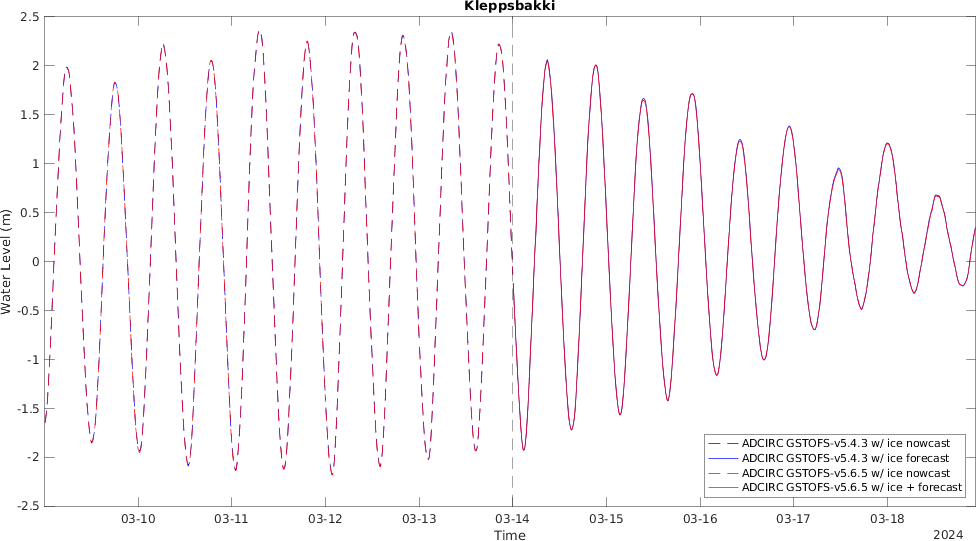 Kleppsbakki
2.5
2
1.5
1
0.5
0
-0.5
-1
-1.5
-2
-2.5
Water Level (m)
03-10 03-11 03-12 03-13 03-14 03-15 03-16 03-17 03-18
Time
2024
ADCIRC GSTOFS-v5.4.3 w/ ice nowcast
ADCIRC GSTOFS-v5.4.3 w/ ice forecast
ADCIRC GSTOFS-v5.6.5 w/ ice nowcast
ADCIRC GSTOFS-v5.6.5 w/ ice + forecast